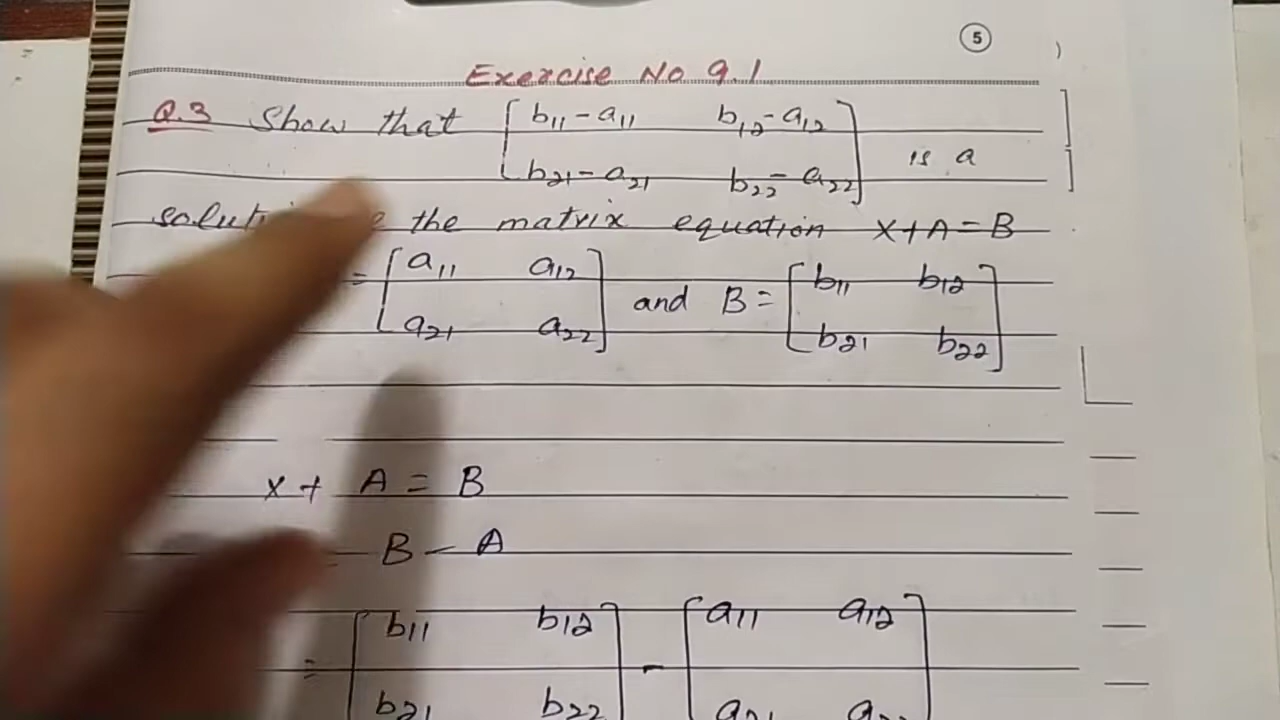 5
Exercise No 9.1
Q.3 Show that [b11-a11 b12-a12
b21-a21 b22-a22] is a
the matrix equation X+A=B
= [a11 a12
a21 a22] and B= [b11 b12
b21 b22]
x + A = B
B - A
= [b11 b12 - [a11 a12
b21 b22